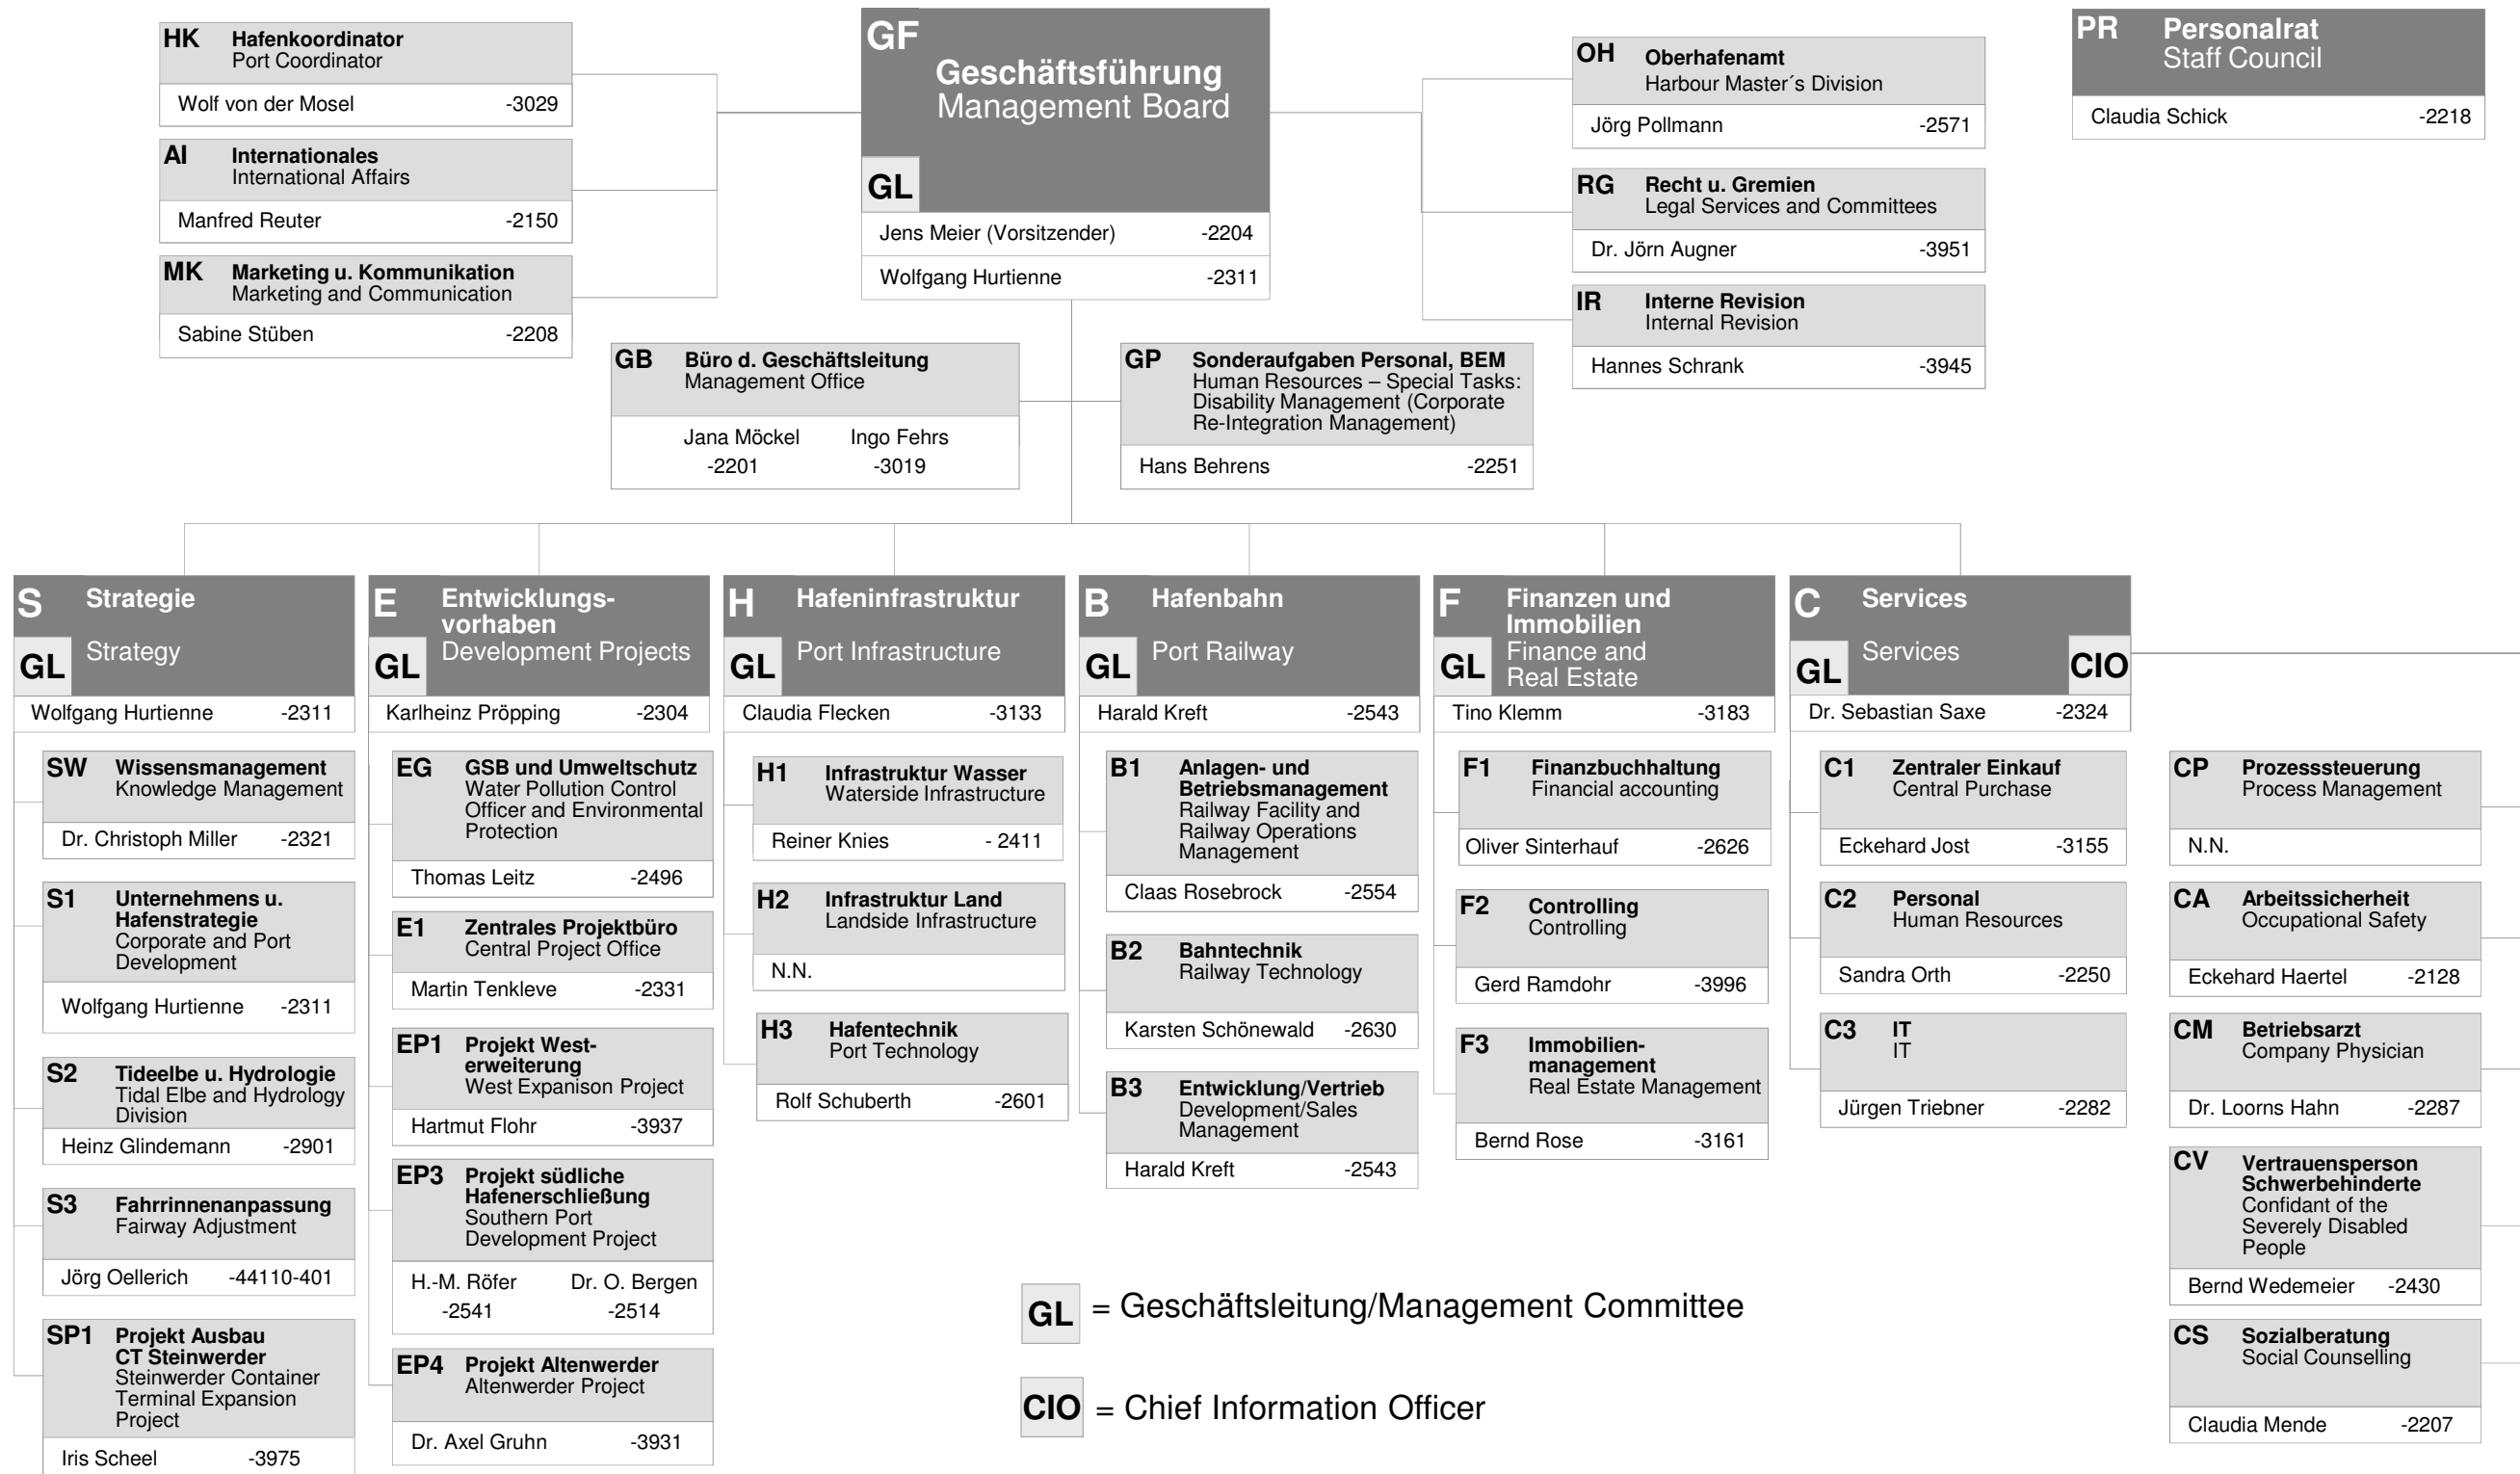 HK Hafenkoordinator
Port Coordinator
Wolf von der Mosel -3029
AI Internationales
International Affairs
Manfred Reuter -2150
MK Marketing u. Kommunikation
Marketing and Communication
Sabine Stüben -2208
GF
Geschäftsführung
Management Board
GL
Jens Meier (Vorsitzender) -2204
Wolfgang Hurtienne -2311
OH Oberhafenamt
Harbour Master´s Division
Jörg Pollmann -2571
RG Recht u. Gremien
Legal Services and Committees
Dr. Jörn Augner -3951
IR Interne Revision
Internal Revision
Hannes Schrank -3945
PR Personalrat
Staff Council
Claudia Schick -2218
GB Büro d. Geschäftsleitung
Management Office
Jana Möckel Ingo Fehrs
-2201 -3019
GP Sonderaufgaben Personal, BEM
Human Resources – Special Tasks:
Disability Management (Corporate
Re-Integration Management)
Hans Behrens -2251
S Strategie
Strategy
GL
Wolfgang Hurtienne -2311
SW Wissensmanagement
Knowledge Management
Dr. Christoph Miller -2321
S1 Unternehmens u.
Hafenstrategie
Corporate and Port
Development
Wolfgang Hurtienne -2311
S2 Tideelbe u. Hydrologie
Tidal Elbe and Hydrology
Division
Heinz Glindemann -2901
S3 Fahrrinnenanpassung
Fairway Adjustment
Jörg Oellerich -44110-401
SP1 Projekt Ausbau
CT Steinwerder
Steinwerder Container
Terminal Expansion
Project
Iris Scheel -3975
E Entwicklungs-
vorhaben
Development Projects
GL
Karlheinz Pröpping -2304
EG GSB und Umweltschutz
Water Pollution Control
Officer and Environmental
Protection
Thomas Leitz -2496
E1 Zentrales Projektbüro
Central Project Office
Martin Tenkleve -2331
EP1 Projekt West-
erweiterung
West Expanison Project
Hartmut Flohr -3937
EP3 Projekt südliche
Hafenerschließung
Southern Port
Development Project
H.-M. Röfer Dr. O. Bergen
-2541 -2514
EP4 Projekt Altenwerder
Altenwerder Project
Dr. Axel Gruhn -3931
H Hafeninfrastruktur
Port Infrastructure
GL
Claudia Flecken -3133
H1 Infrastruktur Wasser
Waterside Infrastructure
Reiner Knies - 2411
H2 Infrastruktur Land
Landside Infrastructure
N.N.
H3 Hafentechnik
Port Technology
Rolf Schuberth -2601
B Hafenbahn
Port Railway
GL
Harald Kreft -2543
B1 Anlagen- und
Betriebsmanagement
Railway Facility and
Railway Operations
Management
Claas Rosebrock -2554
B2 Bahntechnik
Railway Technology
Karsten Schönewald -2630
B3 Entwicklung/Vertrieb
Development/Sales
Management
Harald Kreft -2543
F Finanzen und
Immobilien
Finance and
Real Estate
GL
Tino Klemm -3183
F1 Finanzbuchhaltung
Financial accounting
Oliver Sinterhauf -2626
F2 Controlling
Controlling
Gerd Ramdohr -3996
F3 Immobilien-
management
Real Estate Management
Bernd Rose -3161
C Services
Services
GL CIO
Dr. Sebastian Saxe -2324
C1 Zentraler Einkauf
Central Purchase
Eckehard Jost -3155
C2 Personal
Human Resources
Sandra Orth -2250
C3 IT
IT
Jürgen Triebner -2282
CP Prozesssteuerung
Process Management
N.N.
CA Arbeitssicherheit
Occupational Safety
Eckehard Haertel -2128
CM Betriebsarzt
Company Physician
Dr. Loorns Hahn -2287
CV Vertrauensperson
Schwerbehinderte
Confidant of the
Severely Disabled
People
Bernd Wedemeier -2430
CS Sozialberatung
Social Counselling
Claudia Mende -2207
GL = Geschäftsleitung/Management Committee
CIO = Chief Information Officer